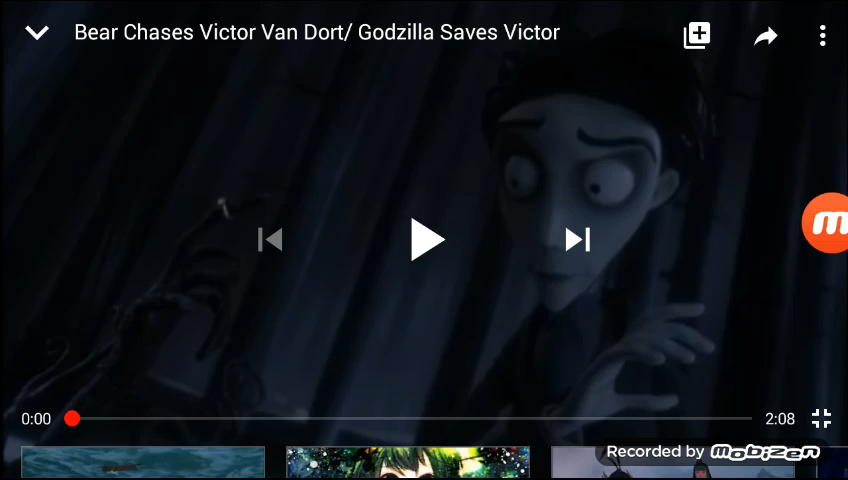 Bear Chases Victor Van Dort/ Godzilla Saves Victor
0:00
2:08
Recorded by mobizen